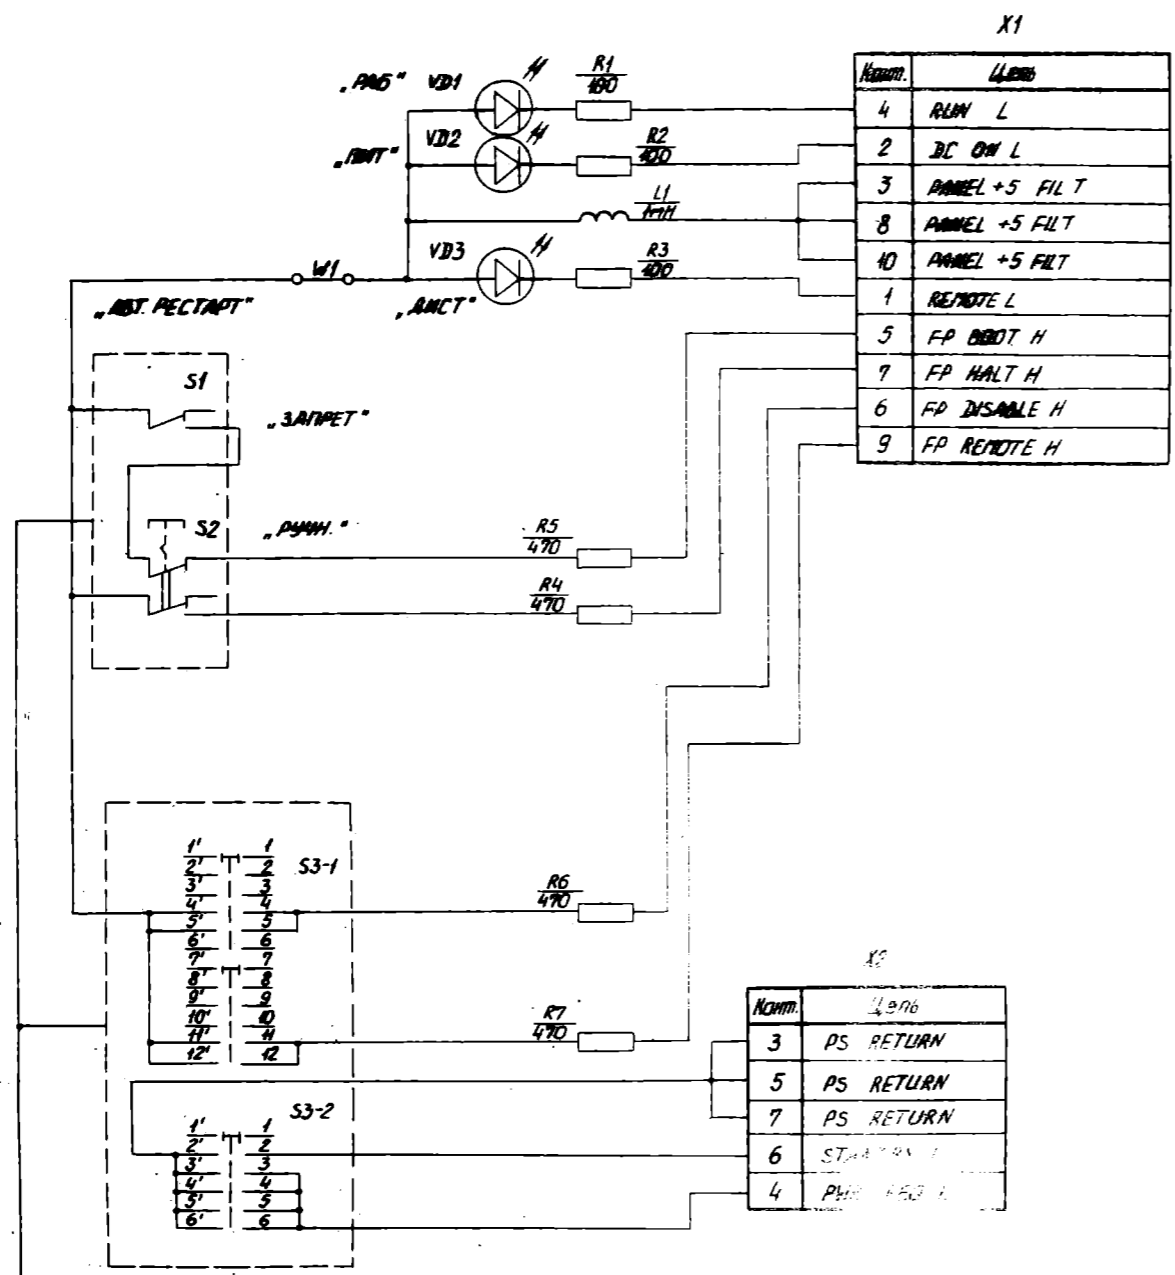 X1
Конт. Цепь
4 RUN L
2 DC ON L
3 PANEL +5 FILT
8 PANEL +5 FILT
10 PANEL +5 FILT
1 REMOTE L
5 FP BOOT H
7 FP HALT H
6 FP DISABLE H
9 FP REMOTE H
„РАБ" VD1
R1
100
„ПИТ" VD2
R2
100
L1
1mH
VD3
R3
100
W1
„АВТ. РЕСТАРТ"
„ДИСТ"
S1
„ЗАПРЕТ"
S2
„РУЧН."
R5
470
R4
470
S3-1
1' 1
2' 2
3' 3
4' 4
5' 5
6' 6
7' 7
8' 8
9' 9
10' 10
11' 11
12' 12
R6
470
R7
470
S3-2
1' 1
2' 2
3' 3
4' 4
5' 5
6' 6
X2
Конт. Цепь
3 PS RETURN
5 PS RETURN
7 PS RETURN
6
4